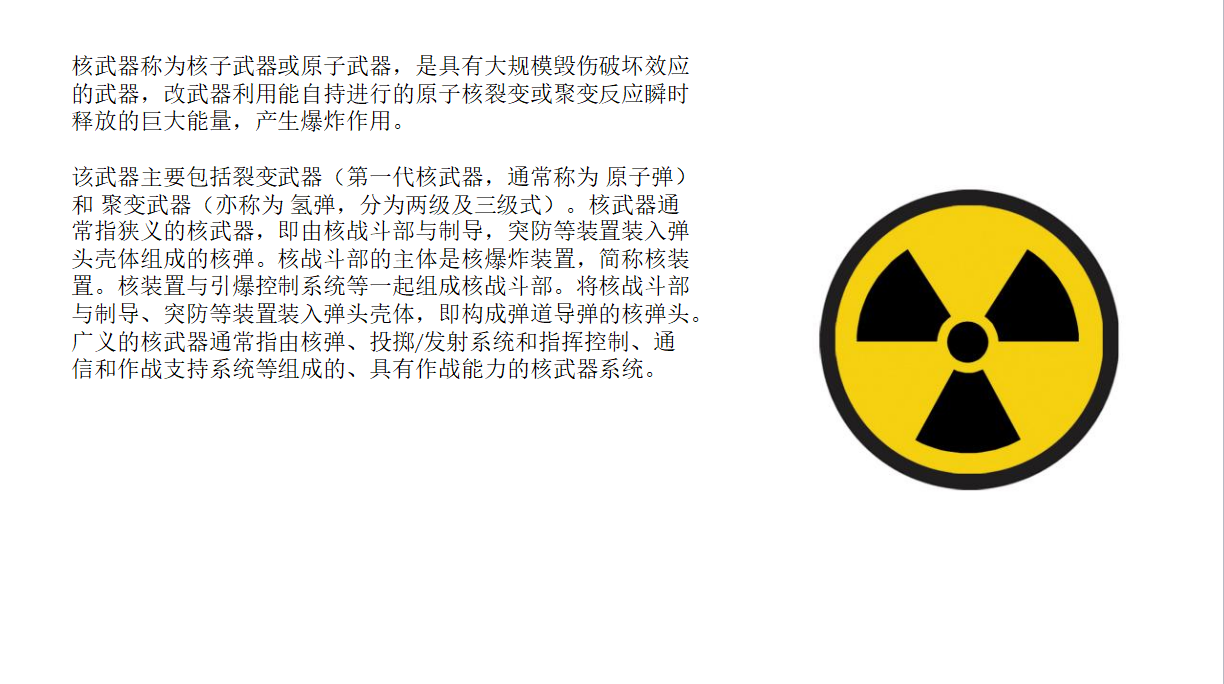 核武器称为核子武器或原子武器，是具有大规模毁伤破坏效应
的武器，改武器利用能自持进行的原子核裂变或聚变反应瞬时
释放的巨大能量，产生爆炸作用。
该武器主要包括裂变武器（第一代核武器，通常称为 原子弹）
和 聚变武器（亦称为 氢弹，分为两级及三级式）。核武器通
常指狭义的核武器，即由核战斗部与制导，突防等装置装入弹
头壳体组成的核弹。核战斗部的主体是核爆炸装置，简称核装
置。核装置与引爆控制系统等一起组成核战斗部。将核战斗部
与制导、突防等装置装入弹头壳体，即构成弹道导弹的核弹头。
广义的核武器通常指由核弹、投掷/发射系统和指挥控制、通
信和作战支持系统等组成的、具有作战能力的核武器系统。